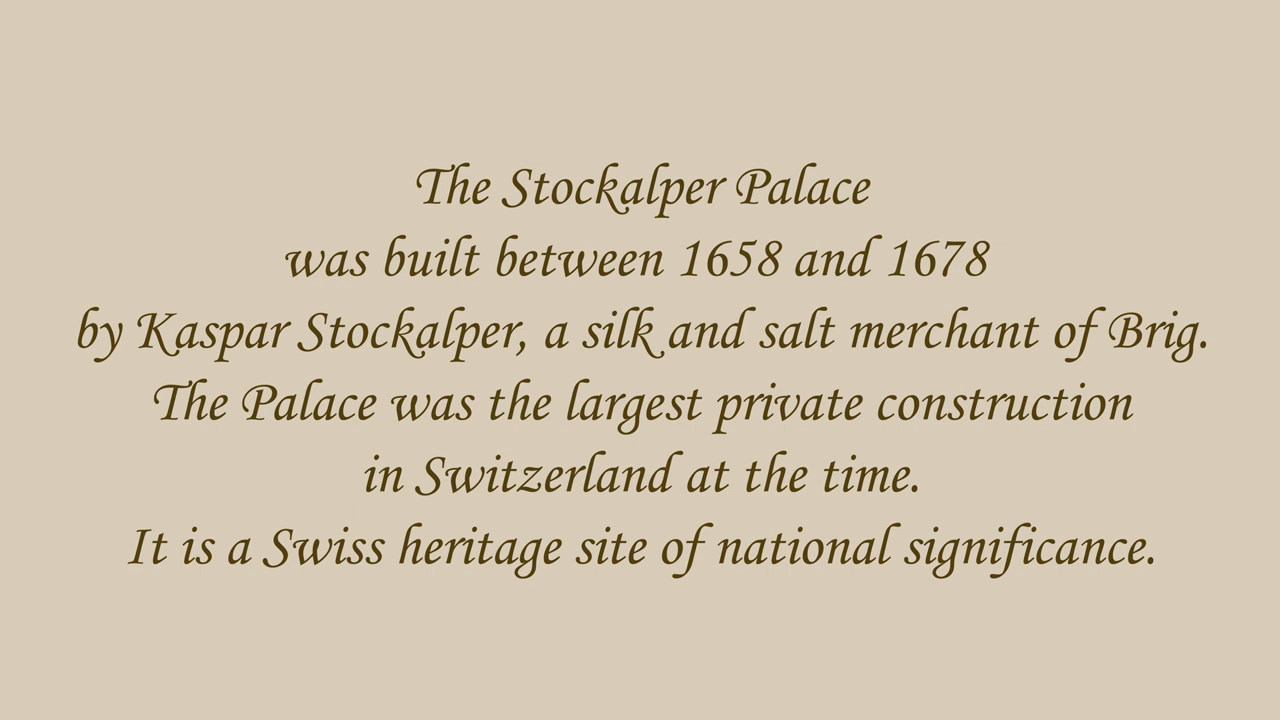 The Stockalper Palace
was built between 1658 and 1678
by Kaspar Stockalper, a silk and salt merchant of Brig.
The Palace was the largest private construction
in Switzerland at the time.
It is a Swiss heritage site of national significance.